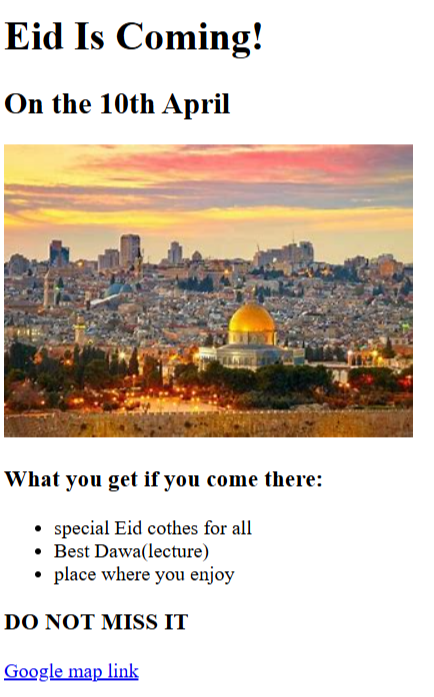 Eid Is Coming!
On the 10th April
What you get if you come there:
special Eid cothes for all
Best Dawa(lecture)
place where you enjoy
DO NOT MISS IT
Google map link